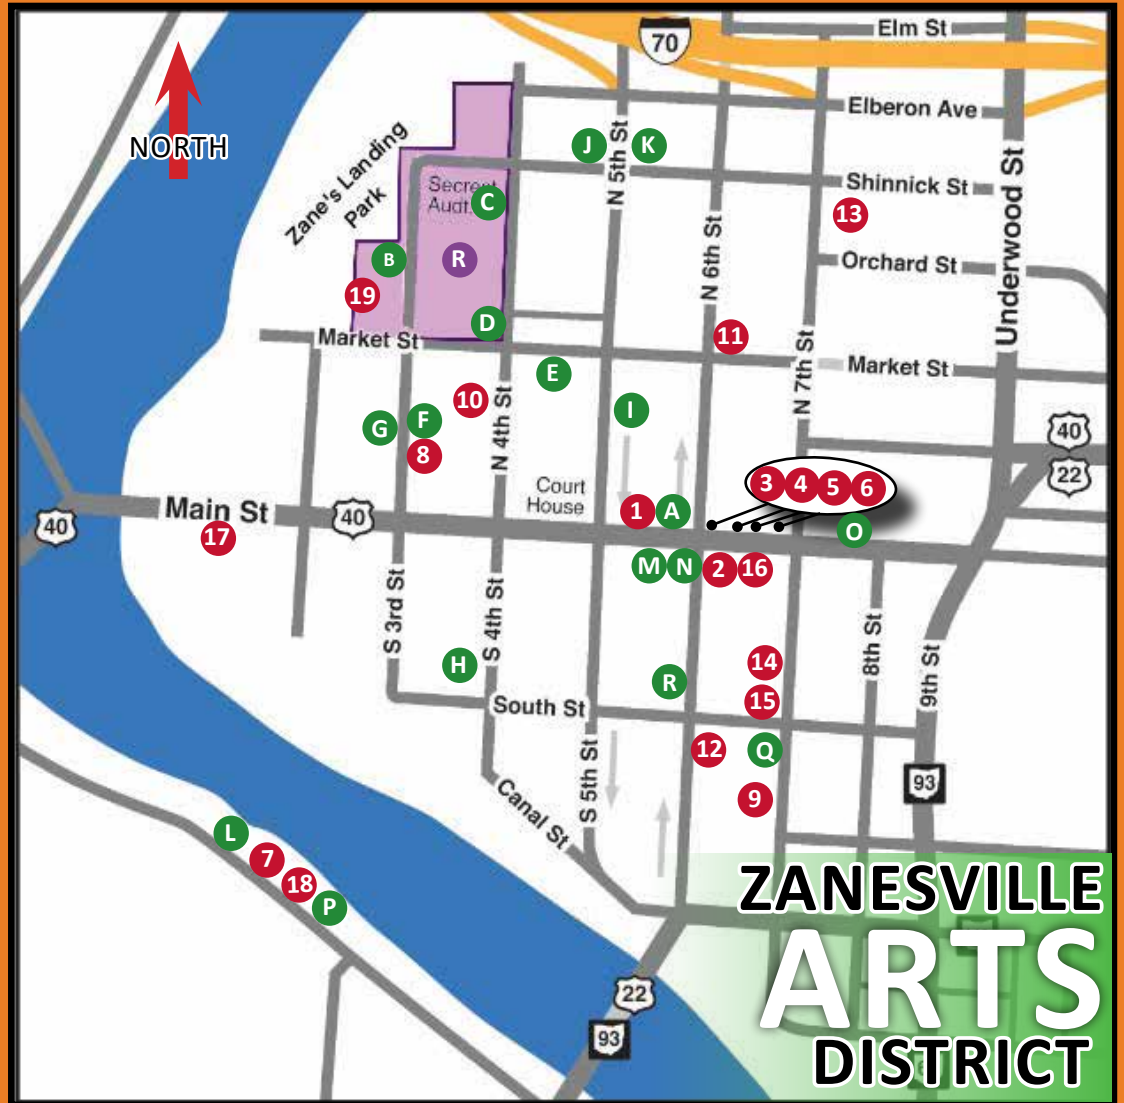 Elm St
70
Elberon Ave
NORTH
Zane's Landing
Park
J
K
N 5th St
Shinnick St
Underwood St
Secrest
Audt.
C
13
N 6th St
B
R
Orchard St
19
D
Market St
11
N 7th St
Market St
E
10
N 4th St
I
G
F
8
40
22
3
4
5
6
Court
House
Main St
40
1
A
O
40
17
M
N
2
16
S 3rd St
S 4th St
8th St
9th St
H
14
R
15
South St
12
Q
S 5th St
93
9
Canal St
L
7
18
P
22
93
ZANESVILLE
ARTS
DISTRICT